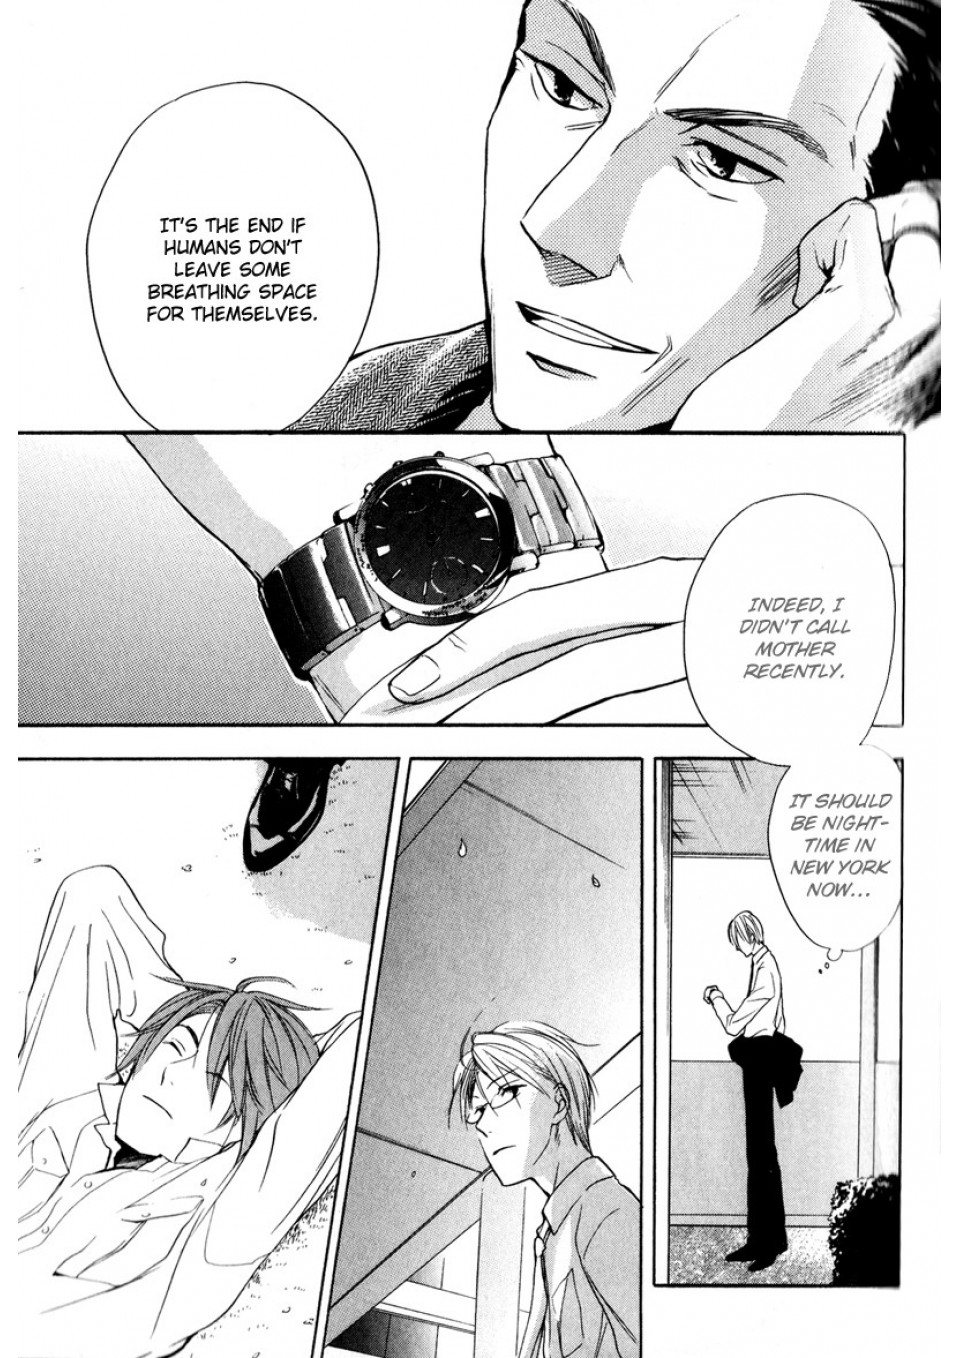 IT'S THE END IF
HUMANS DON'T
LEAVE SOME
BREATHING SPACE
FOR THEMSELVES.
INDEED, I
DIDN'T CALL
MOTHER
RECENTLY.
IT SHOULD
BE NIGHT-
TIME IN
NEW YORK
NOW...